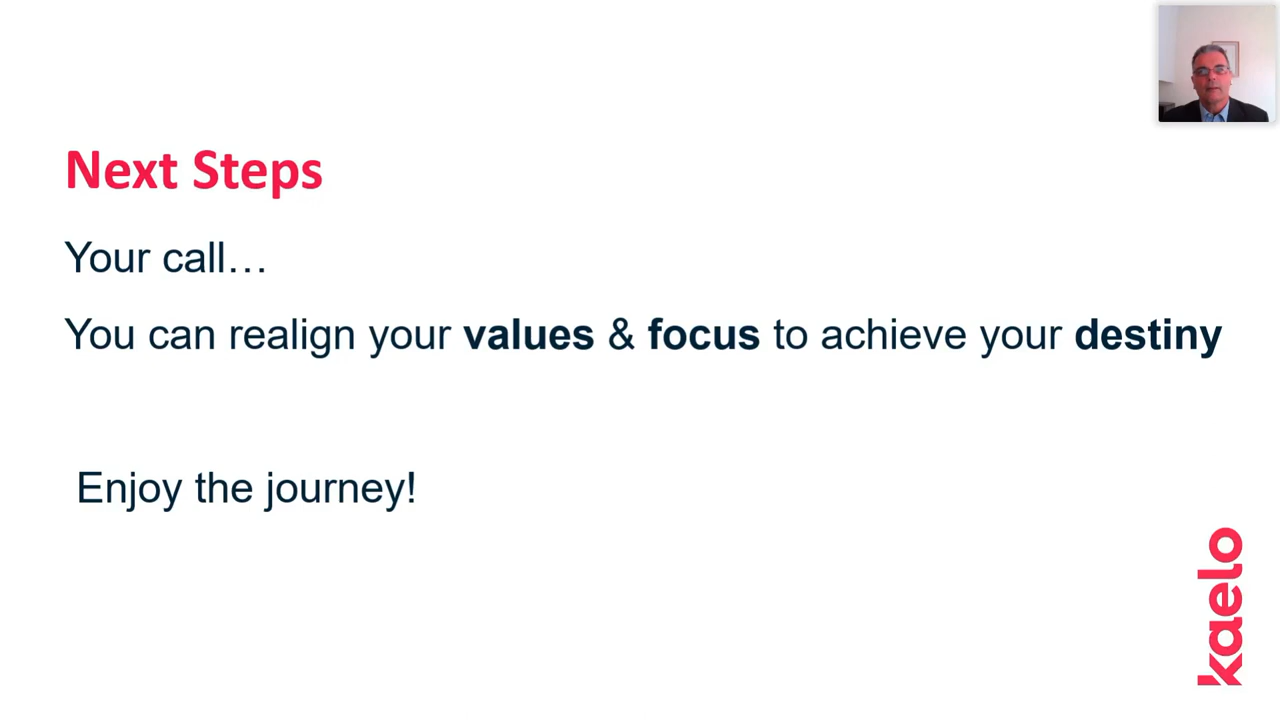 Next Steps
Your call…
You can realign your values & focus to achieve your destiny
Enjoy the journey!
kaelo